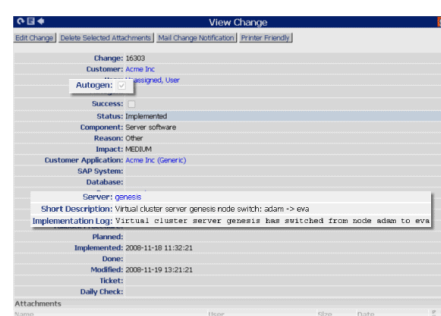 View Change
Edit Change Delete Selected Attachments Mail Change Notification Printer Friendly
Change: 16303
Customer: Acme Inc
Unassigned, User
Autogen:
Success:
Status: Implemented
Component: Server software
Reason: Other
Impact: MEDIUM
Customer Application: Acme Inc (Generic)
SAP System:
Database:
Server: genesis
Short Description: Virtual cluster server genesis node switch: adam -> eva
Implementation Log: Virtual cluster server genesis has switched from node adam to eva
Planned:
Implemented: 2008-11-18 11:32:21
Done:
Modified: 2008-11-19 13:21:21
Ticket:
Daily Check:
Attachments
Name User Size Date